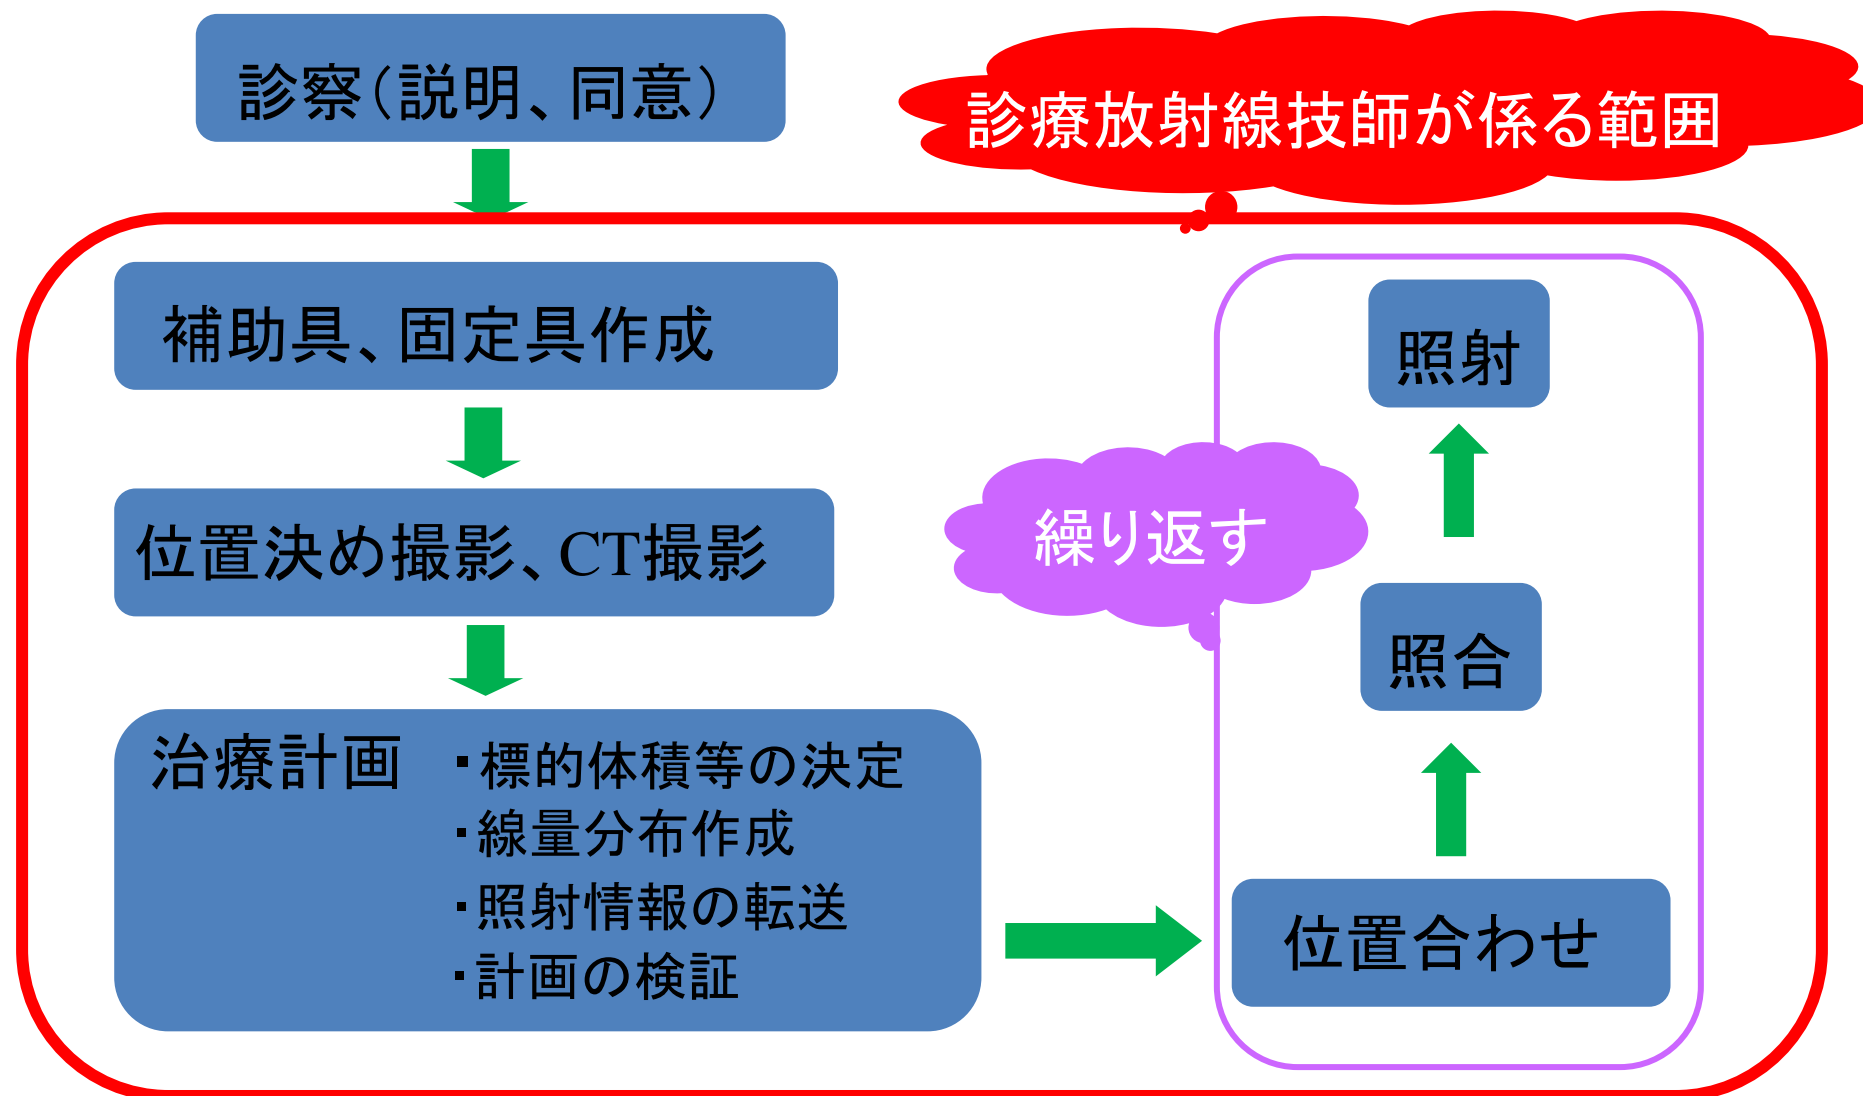 診察（説明、同意）
診療放射線技師が係る範囲
補助具、固定具作成
位置決め撮影、CT撮影
治療計画 ・標的体積等の決定
・線量分布作成
・照射情報の転送
・計画の検証
繰り返す
照射
照合
位置合わせ